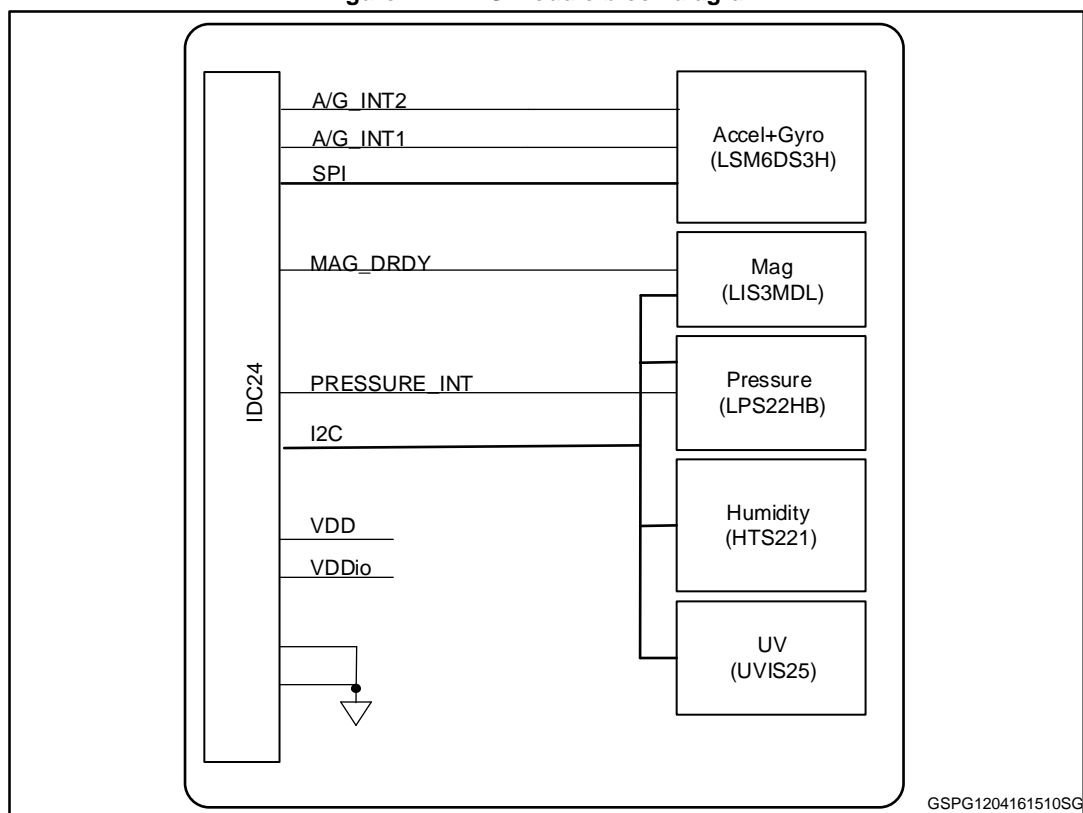 A/G_INT2
A/G_INT1
SPI
Accel+Gyro
(LSM6DS3H)
MAG_DRDY
Mag
(LIS3MDL)
IDC24
PRESSURE_INT
Pressure
(LPS22HB)
I2C
VDD
VDDio
Humidity
(HTS221)
UV
(UVIS25)
GSPG1204161510SG